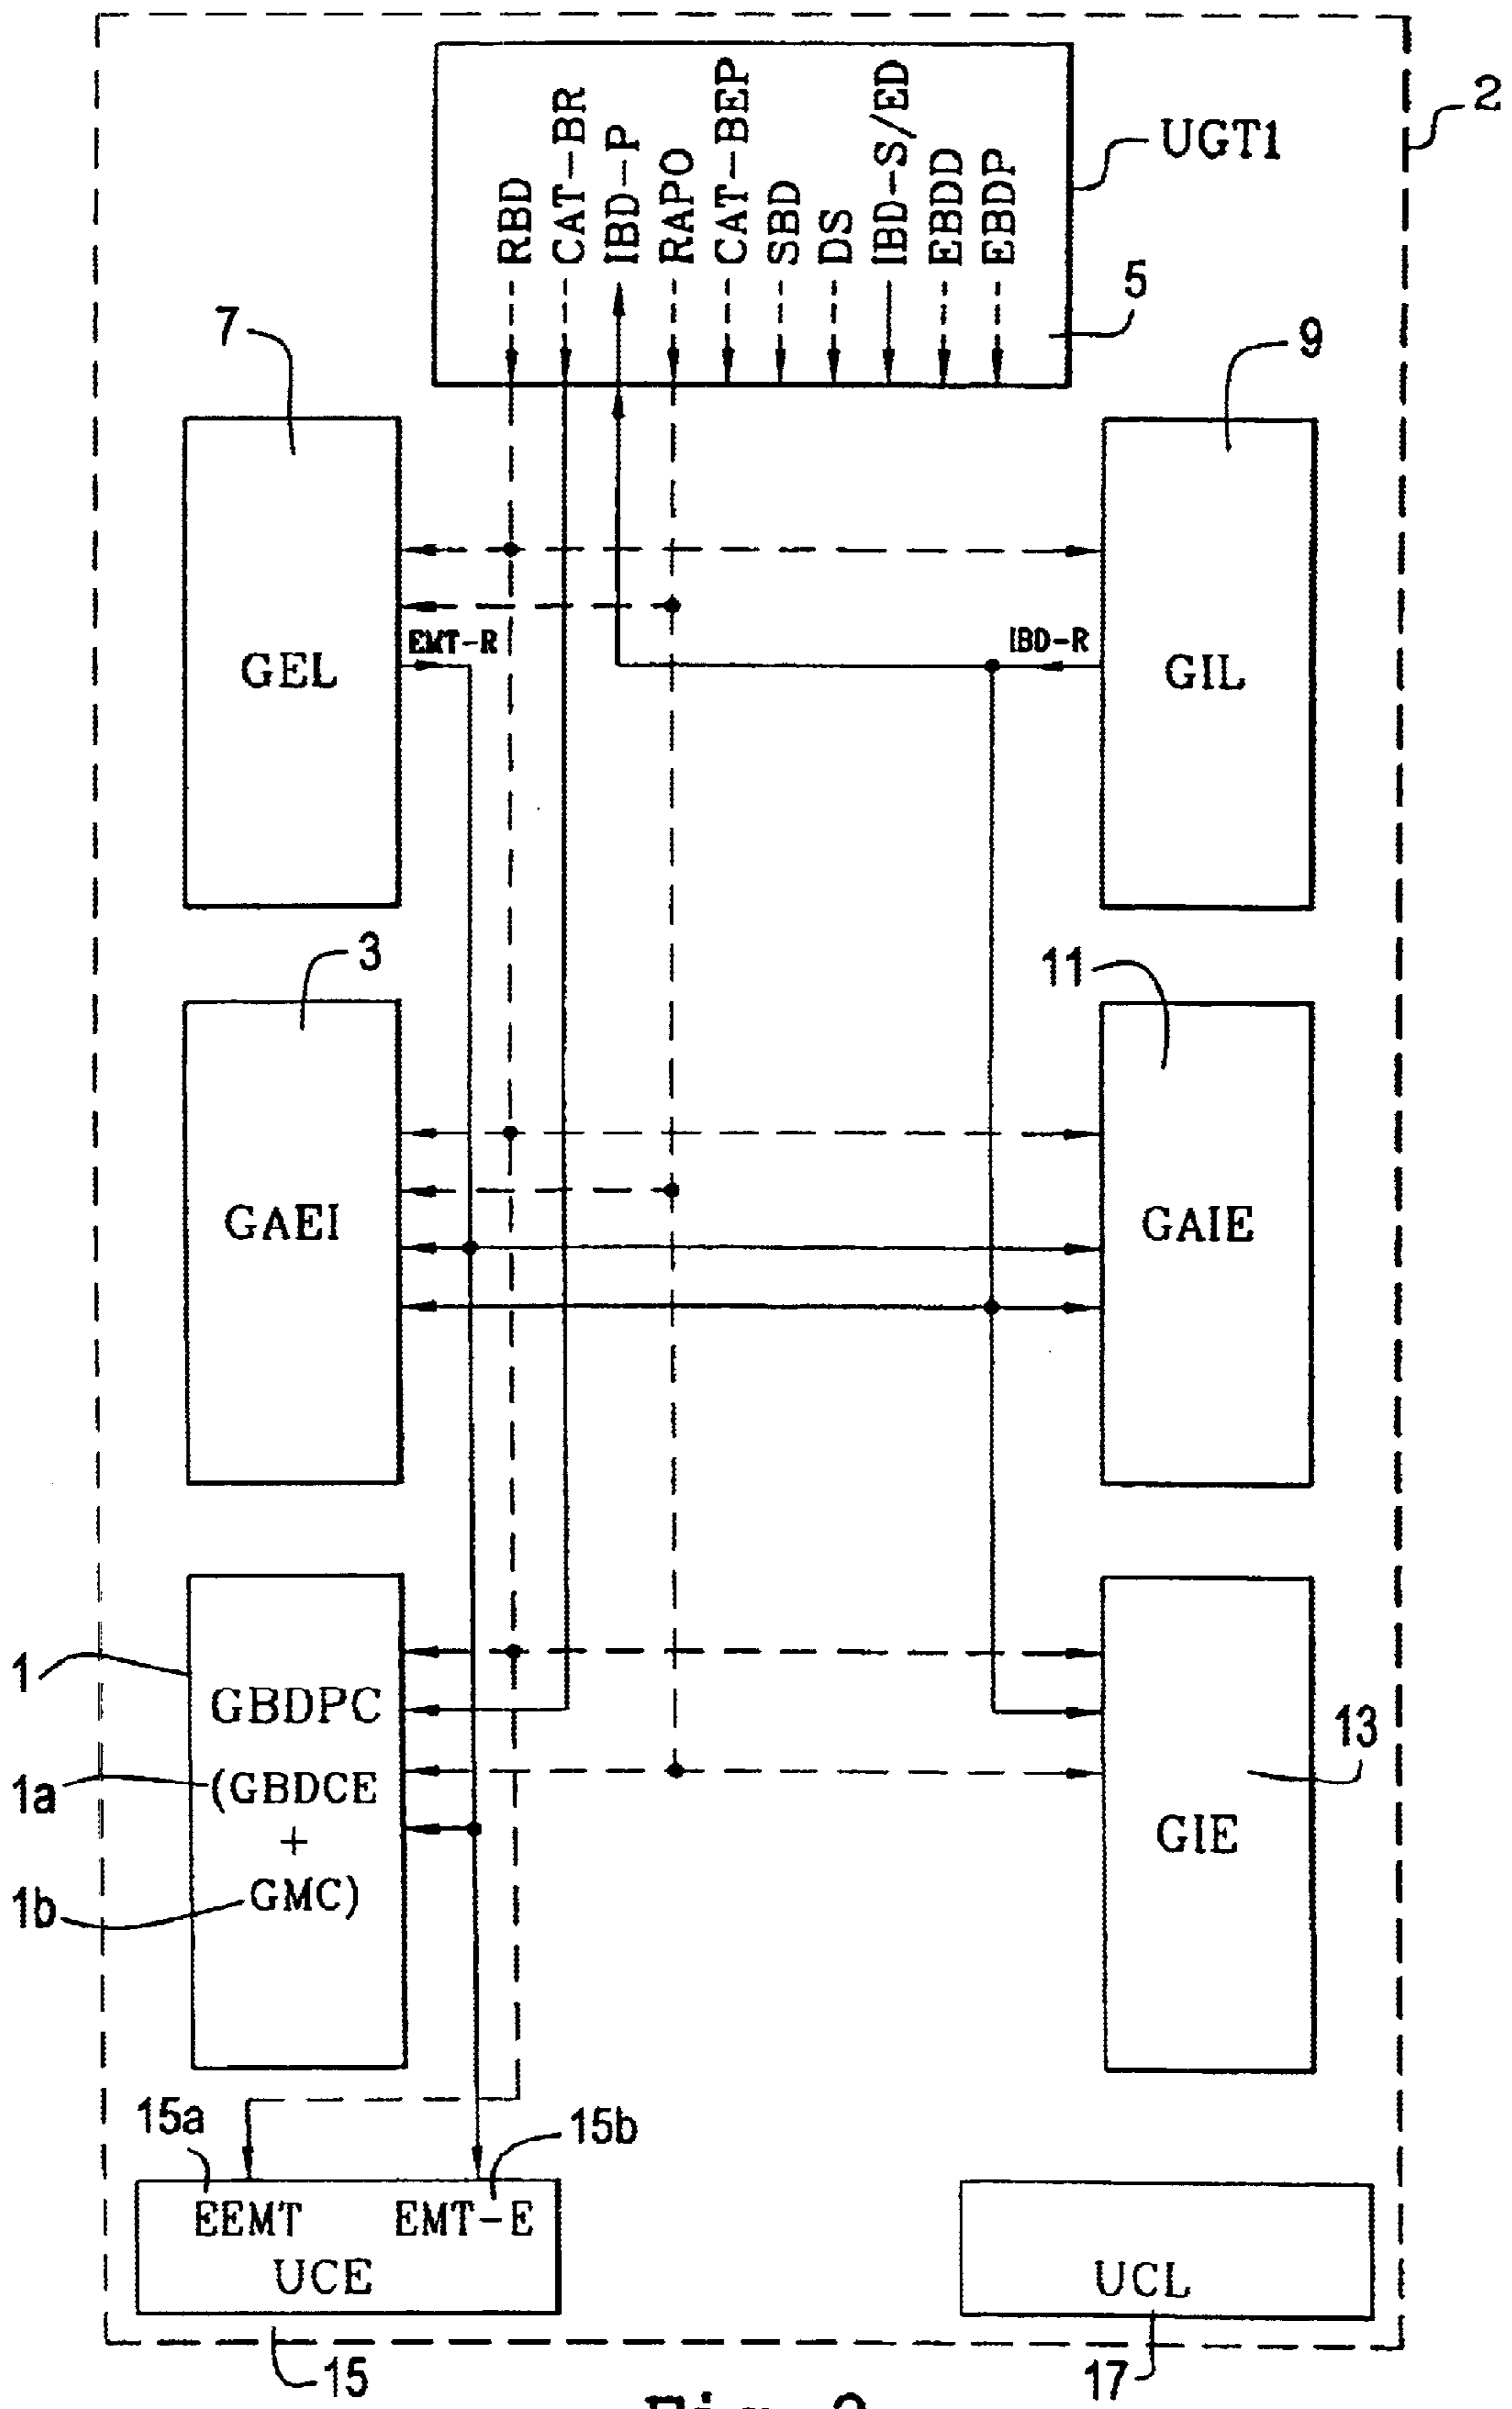 2
UGT1
RBD
CAT-BR
IBD-P
RAPO
CAT-BEP
SBD
DS
IBD-S/ED
EBDD
EBDP
5
7
9
EMT-R
IBD-R
GEL
GIL
3
11
GAEI
GAIE
1
GBDPC
1a
(GBDCE
+
1b
GMC)
13
GIE
15a
15b
EEMT
EMT-E
UCE
UCL
15
17